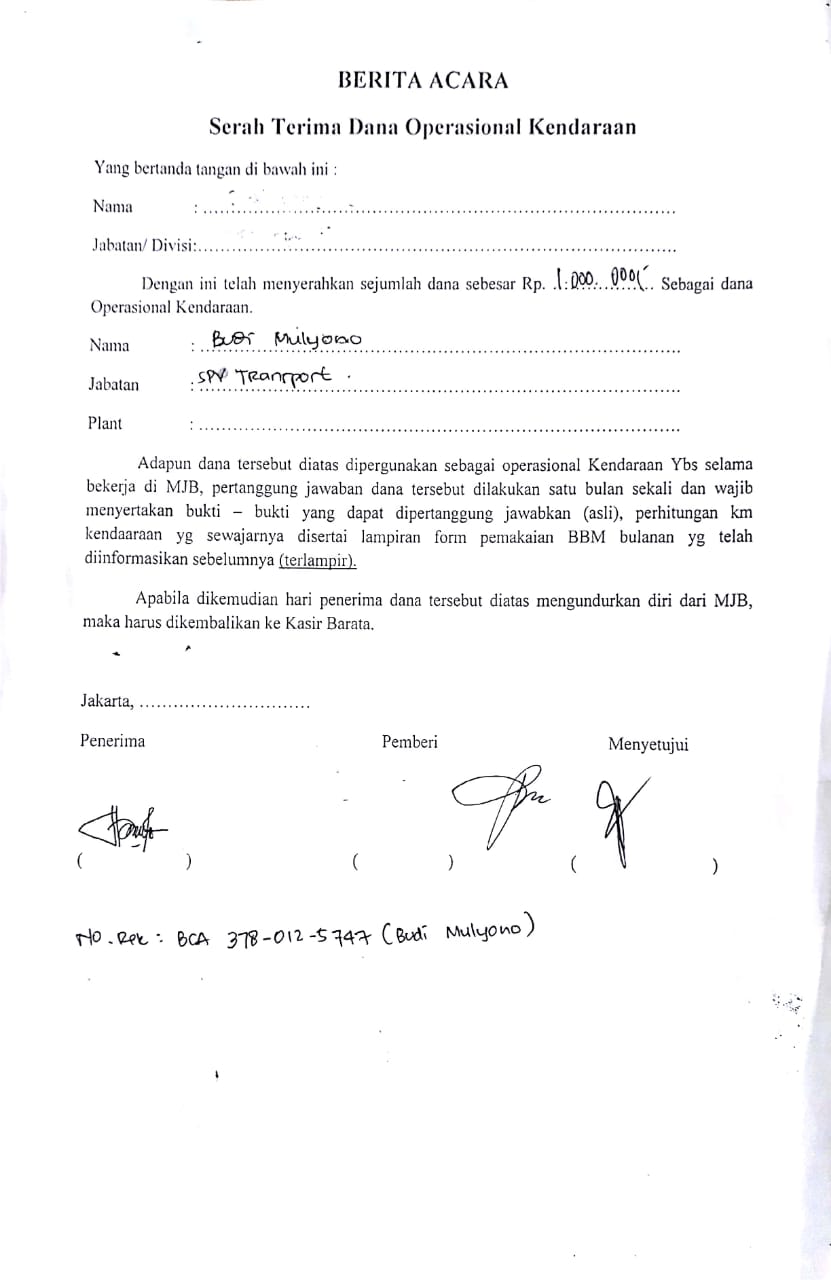 BERITA ACARA
Serah Terima Dana Operasional Kendaraan
Yang bertanda tangan di bawah ini :
Nama : ..........
Jabatan/ Divisi:..........
Dengan ini telah menyerahkan sejumlah dana sebesar Rp. 1.000.000,- Sebagai dana
Operasional Kendaraan.
Nama : Budi Mulyono
Jabatan : SPV Transport .
Plant : ..........
Adapun dana tersebut diatas dipergunakan sebagai operasional Kendaraan Ybs selama
bekerja di MJB, pertanggung jawaban dana tersebut dilakukan satu bulan sekali dan wajib
menyertakan bukti – bukti yang dapat dipertanggung jawabkan (asli), perhitungan km
kendaaraan yg sewajarnya disertai lampiran form pemakaian BBM bulanan yg telah
diinformasikan sebelumnya (terlampir).
Apabila dikemudian hari penerima dana tersebut diatas mengundurkan diri dari MJB,
maka harus dikembalikan ke Kasir Barata.
Jakarta, ..........
Penerima Pemberi Menyetujui
( ) ( ) ( )
No. Rek : BCA 378-012-5747 (Budi Mulyono)